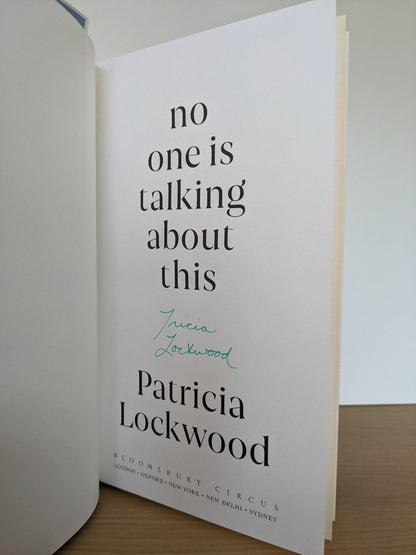 no
one is
talking
about
this
Tricia
Lockwood
Patricia
Lockwood
BLOOMSBURY CIRCUS
LONDON • OXFORD • NEW YORK • NEW DELHI • SYDNEY